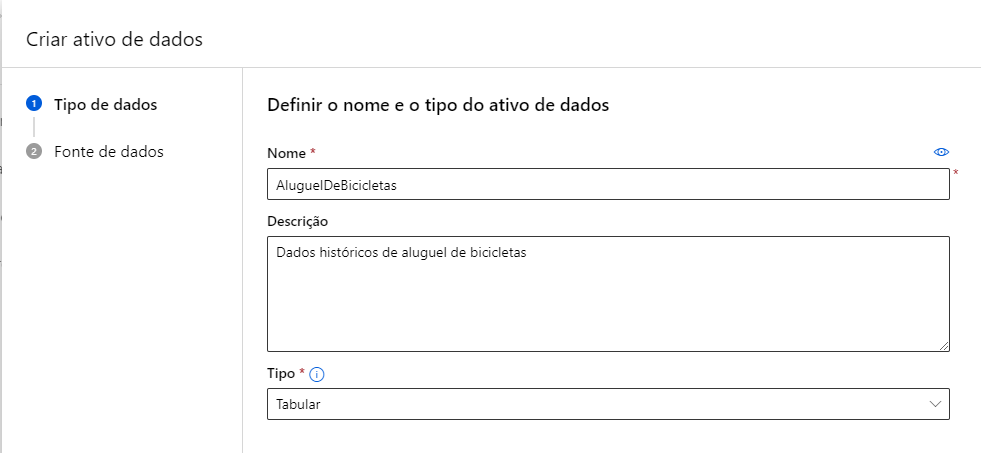 Criar ativo de dados
1 Tipo de dados
2 Fonte de dados
Definir o nome e o tipo do ativo de dados
Nome *
AluguelDeBicicletas *
Descrição
Dados históricos de aluguel de bicicletas
Tipo *
Tabular